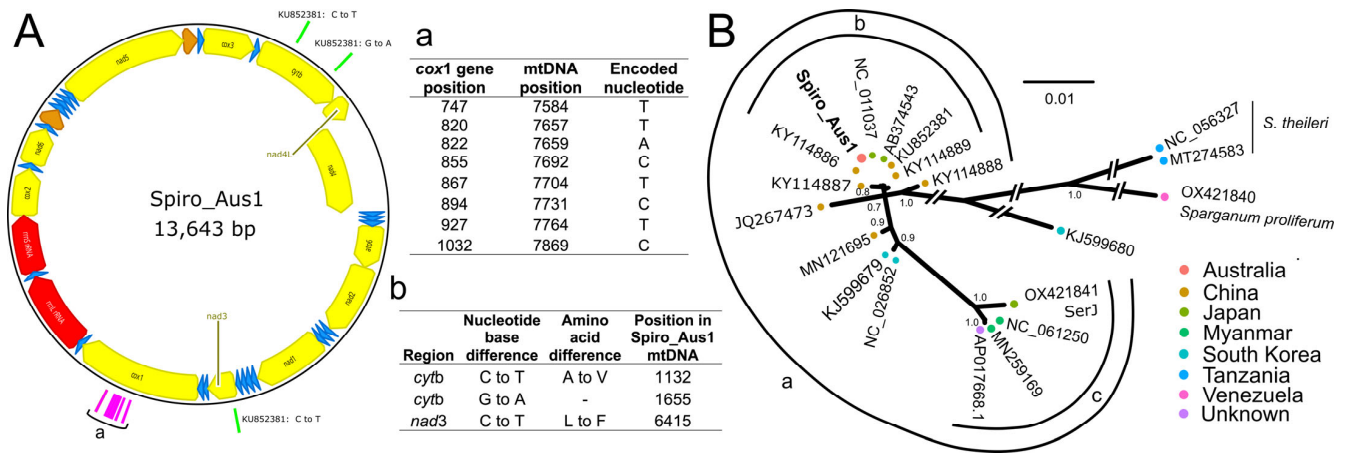 A
KU852381: C to T
KU852381: G to A
cox3
cytb
nad5
nad4L
nad4
nad6
cox2
atp6
nad2
rrnS rRNA
rrnL rRNA
Spiro_Aus1
13,643 bp
nad3
nad1
cox1
a
KU852381: C to T
a
cox1 gene position mtDNA position Encoded nucleotide
747 7584 T
820 7657 T
822 7659 A
855 7692 C
867 7704 T
894 7731 C
927 7764 T
1032 7869 C
b
Region Nucleotide base difference Amino acid difference Position in Spiro_Aus1 mtDNA
cytb C to T A to V 1132
cytb G to A - 1655
nad3 C to T L to F 6415
B
b
0.01
Spiro_Aus1
NC_011037
AB374543
KU852381
KY114889
KY114888
KY114886
KY114887
JQ267473
MN121695
KJ599679
NC_026852
NC_056327
MT274583
S. theileri
OX421840
Sparganum proliferum
KJ599680
OX421841
SerJ
NC_061250
MN259169
AP017668.1
0.8
0.7
1.0
0.9
0.9
1.0
1.0
1.0
a
c
Australia
China
Japan
Myanmar
South Korea
Tanzania
Venezuela
Unknown